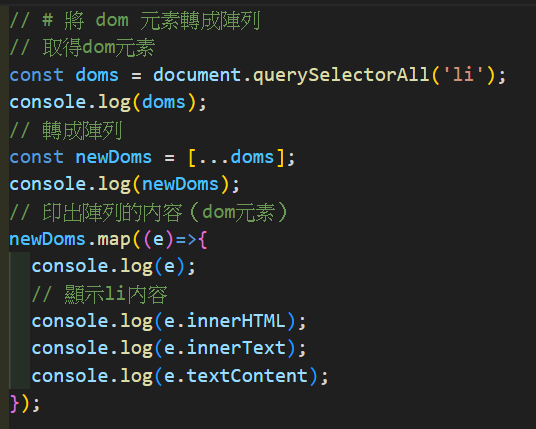 // # 將 dom 元素轉成陣列
// 取得dom元素
const doms = document.querySelectorAll('li');
console.log(doms);
// 轉成陣列
const newDoms = [...doms];
console.log(newDoms);
// 印出陣列的內容（dom元素）
newDoms.map((e)=>{
  console.log(e);
  // 顯示li內容
  console.log(e.innerHTML);
  console.log(e.innerText);
  console.log(e.textContent);
});